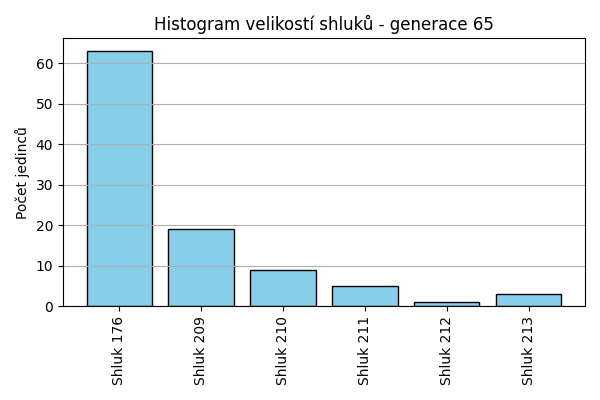 Histogram velikostí shluků - generace 65
Počet jedinců
60
50
40
30
20
10
0
Shluk 176
Shluk 209
Shluk 210
Shluk 211
Shluk 212
Shluk 213